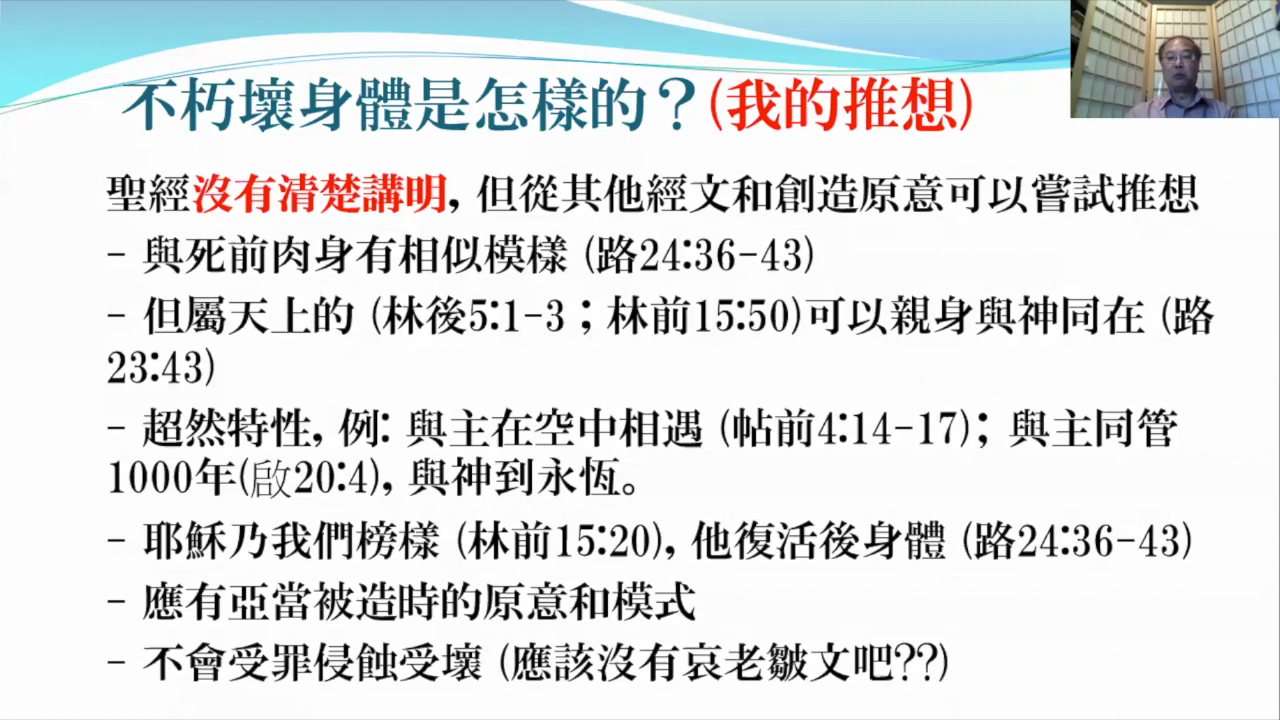 不朽壞身體是怎樣的？(我的推想)
聖經沒有清楚講明, 但從其他經文和創造原意可以嘗試推想
- 與死前肉身有相似模樣 (路24:36-43)
- 但屬天上的 (林後5:1-3；林前15:50)可以親身與神同在 (路
23:43)
- 超然特性, 例: 與主在空中相遇 (帖前4:14-17)；與主同管
1000年(啟20:4), 與神到永恆。
- 耶穌乃我們榜樣 (林前15:20), 他復活後身體 (路24:36-43)
- 應有亞當被造時的原意和模式
- 不會受罪侵蝕受壞 (應該沒有哀老皺文吧??)